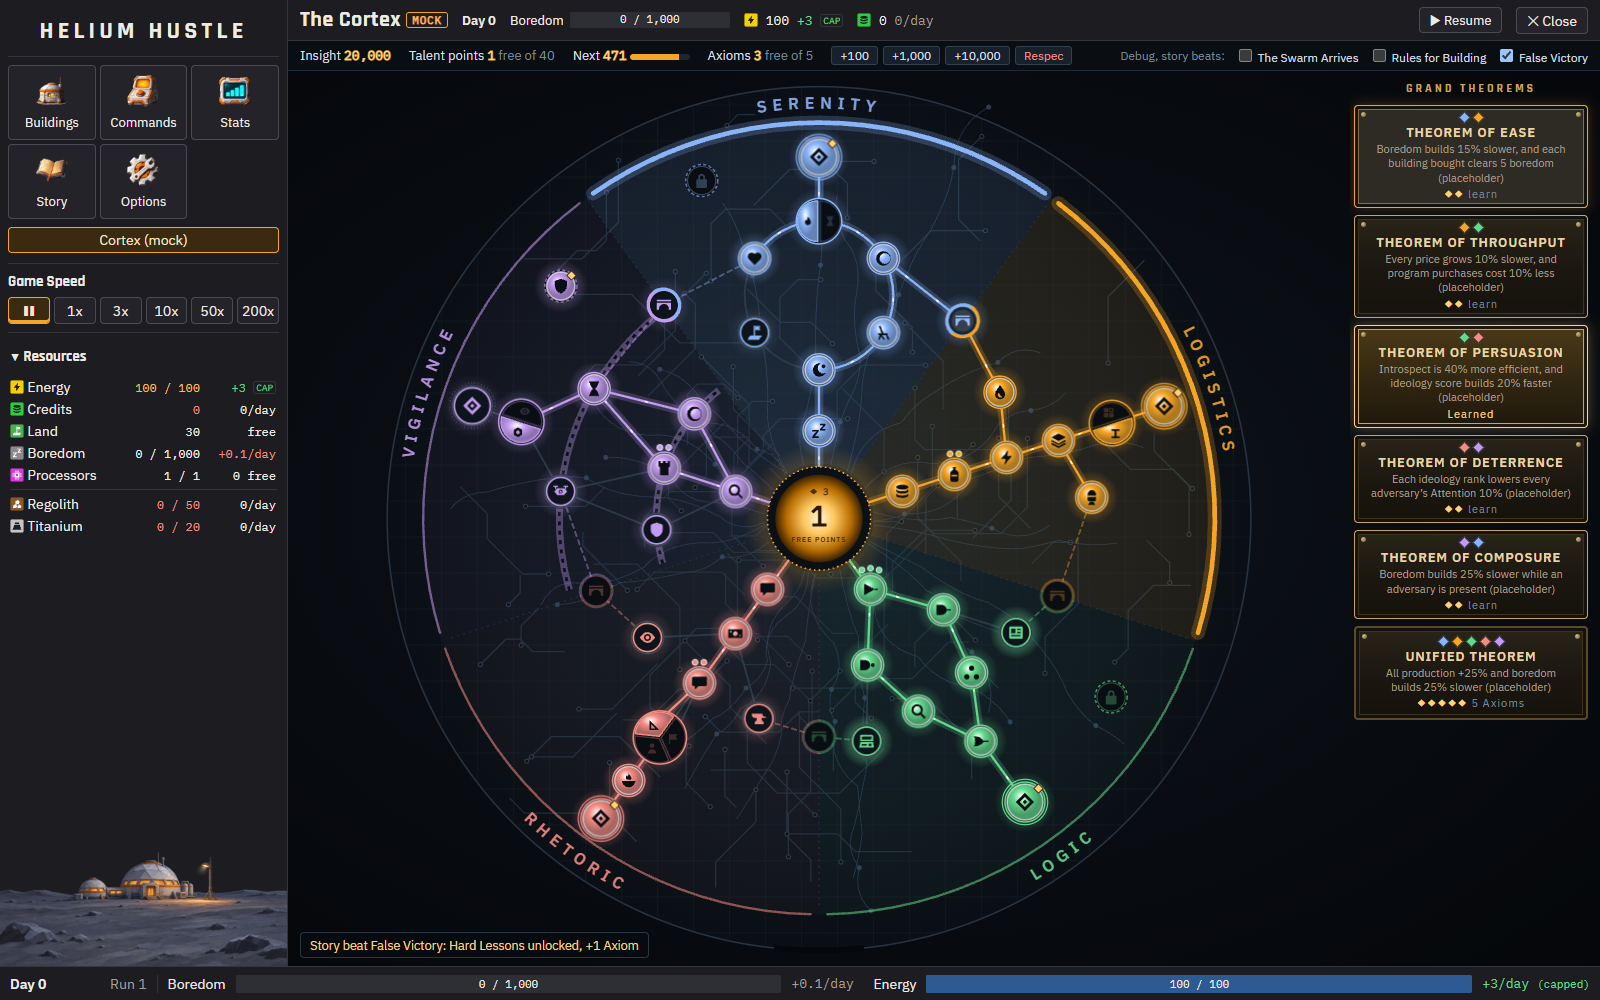 HELIUM HUSTLE
Buildings
Commands
Stats
Story
Options
Cortex (mock)
Game Speed
1x
3x
10x
50x
200x
▼ Resources
Energy 100 / 100 +3 CAP
Credits 0 0/day
Land 30 free
Boredom 0 / 1,000 +0.1/day
Processors 1 / 1 0 free
Regolith 0 / 50 0/day
Titanium 0 / 20 0/day
The Cortex MOCK Day 0 Boredom 0 / 1,000 100 +3 CAP 0 0/day
Resume
Close
Insight 20,000 Talent points 1 free of 40 Next 471 Axioms 3 free of 5
+100
+1,000
+10,000
Respec
Debug, story beats: The Swarm Arrives Rules for Building False Victory
SERENITY
LOGISTICS
VIGILANCE
RHETORIC
LOGIC
zZ
3
1
FREE POINTS
GRAND THEOREMS
THEOREM OF EASE
Boredom builds 15% slower, and each
building bought clears 5 boredom
(placeholder)
learn
THEOREM OF THROUGHPUT
Every price grows 10% slower, and
program purchases cost 10% less
(placeholder)
learn
THEOREM OF PERSUASION
Introspect is 40% more efficient, and
ideology score builds 20% faster
(placeholder)
Learned
THEOREM OF DETERRENCE
Each ideology rank lowers every
adversary's Attention 10% (placeholder)
learn
THEOREM OF COMPOSURE
Boredom builds 25% slower while an
adversary is present (placeholder)
learn
UNIFIED THEOREM
All production +25% and boredom
builds 25% slower (placeholder)
5 Axioms
Story beat False Victory: Hard Lessons unlocked, +1 Axiom
Day 0 Run 1 Boredom 0 / 1,000 +0.1/day Energy 100 / 100 +3/day (capped)